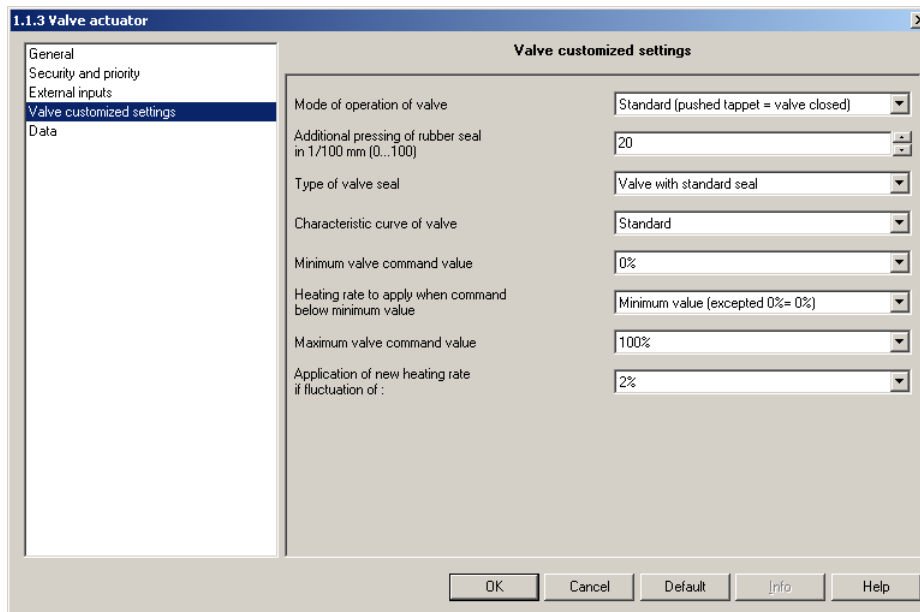 1.1.3 Valve actuator
General
Security and priority
External inputs
Valve customized settings
Data
Valve customized settings
Mode of operation of valve
Standard (pushed tappet = valve closed)
Additional pressing of rubber seal
in 1/100 mm (0...100)
20
Type of valve seal
Valve with standard seal
Characteristic curve of valve
Standard
Minimum valve command value
0%
Heating rate to apply when command
below minimum value
Minimum value (excepted 0%= 0%)
Maximum valve command value
100%
Application of new heating rate
if fluctuation of :
2%
OK
Cancel
Default
Info
Help